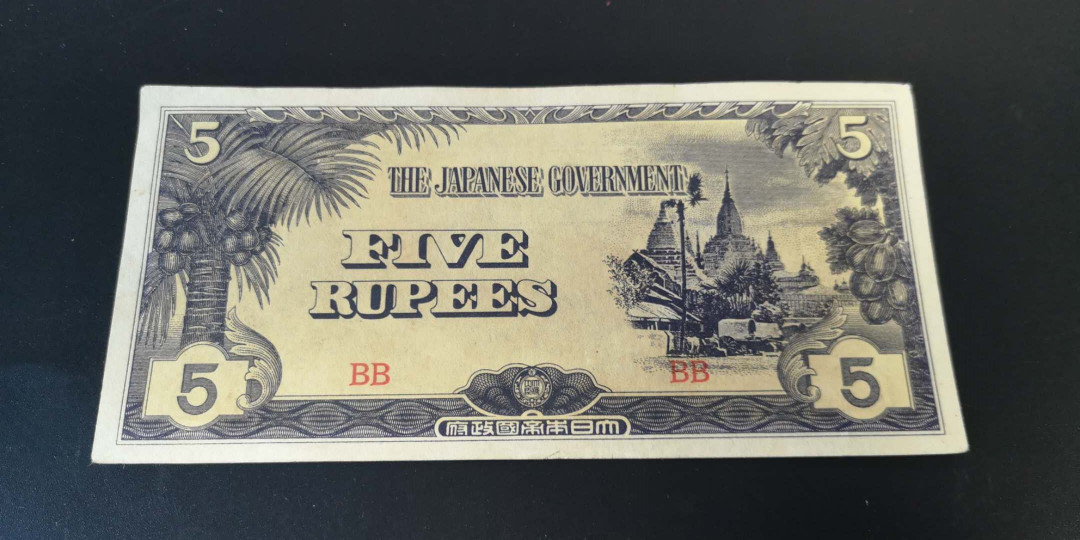 5 5
THE JAPANESE GOVERNMENT
FIVE
RUPEES
BB BB
5 5
府政國帝本日大